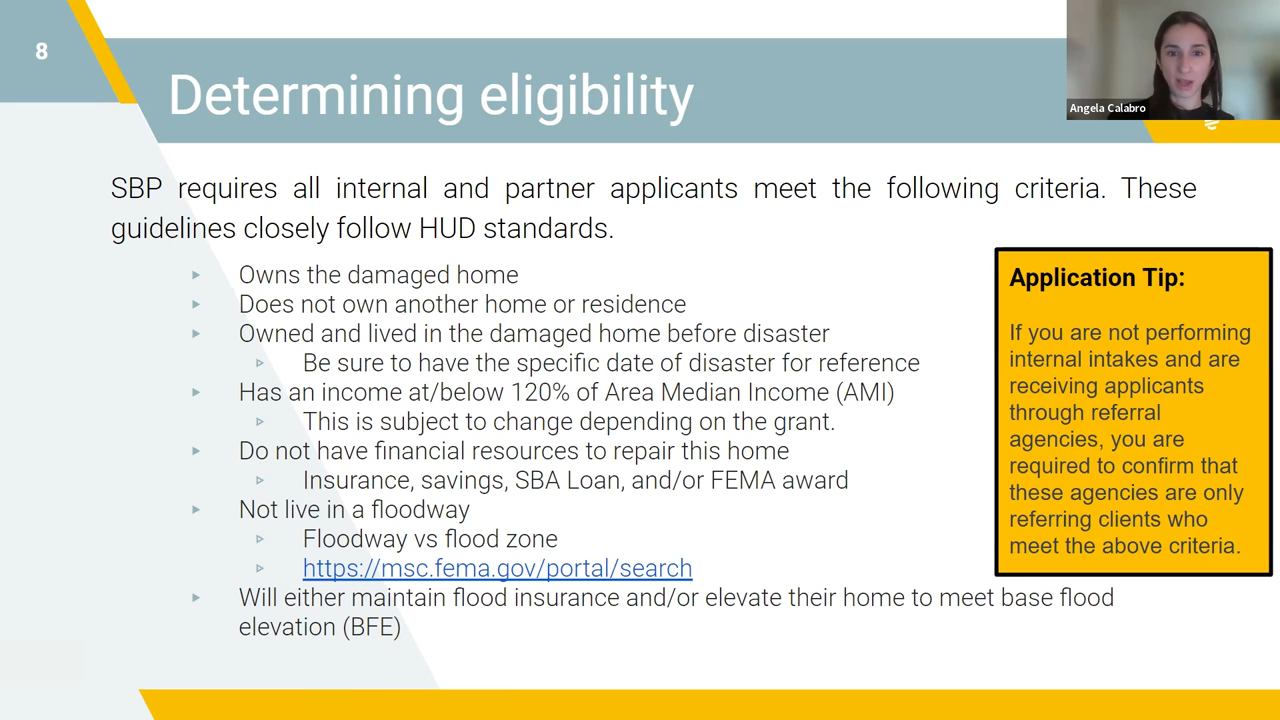 8
Determining eligibility
Angela Calabro
SBP requires all internal and partner applicants meet the following criteria. These
guidelines closely follow HUD standards.
Owns the damaged home
Does not own another home or residence
Owned and lived in the damaged home before disaster
Be sure to have the specific date of disaster for reference
Has an income at/below 120% of Area Median Income (AMI)
This is subject to change depending on the grant.
Do not have financial resources to repair this home
Insurance, savings, SBA Loan, and/or FEMA award
Not live in a floodway
Floodway vs flood zone
https://msc.fema.gov/portal/search
Will either maintain flood insurance and/or elevate their home to meet base flood
elevation (BFE)
Application Tip:
If you are not performing
internal intakes and are
receiving applicants
through referral
agencies, you are
required to confirm that
these agencies are only
referring clients who
meet the above criteria.